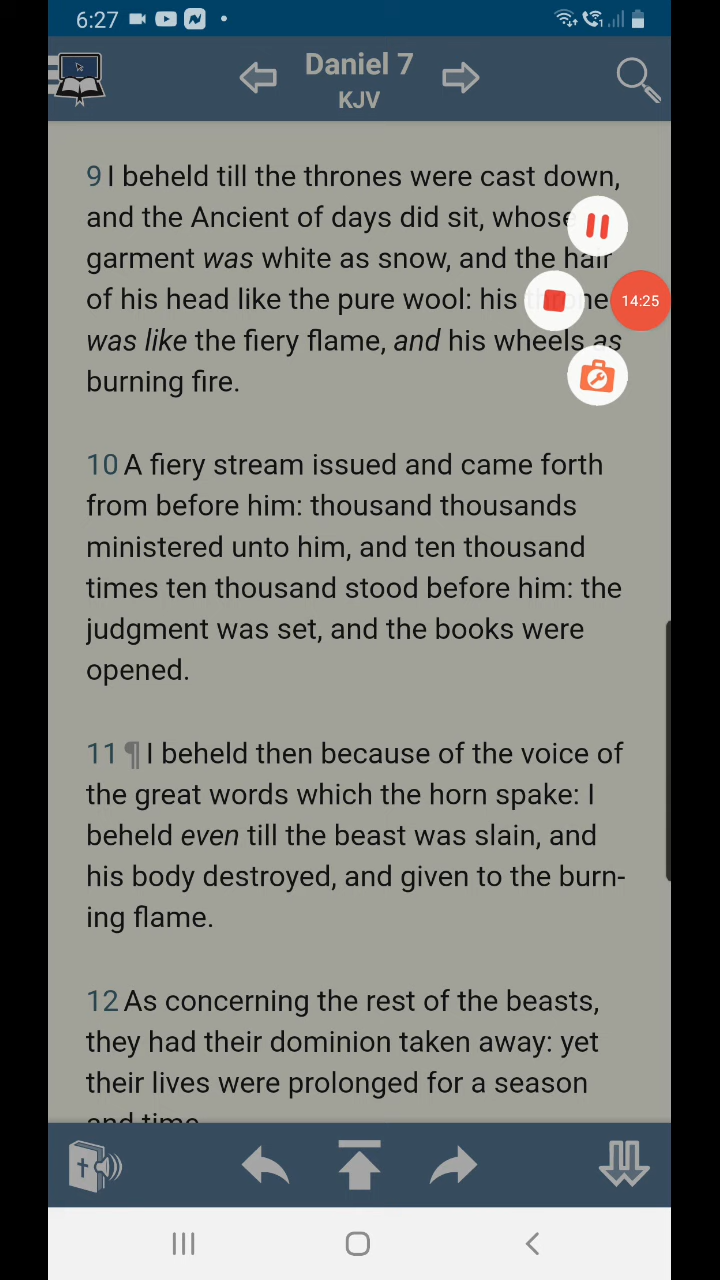 6:27
Daniel 7
KJV
9 I beheld till the thrones were cast down,
and the Ancient of days did sit, whose
garment was white as snow, and the hair
of his head like the pure wool: his throne
14:25
was like the fiery flame, and his wheels as
burning fire.
10 A fiery stream issued and came forth
from before him: thousand thousands
ministered unto him, and ten thousand
times ten thousand stood before him: the
judgment was set, and the books were
opened.
11 ¶ I beheld then because of the voice of
the great words which the horn spake: I
beheld even till the beast was slain, and
his body destroyed, and given to the burn-
ing flame.
12 As concerning the rest of the beasts,
they had their dominion taken away: yet
their lives were prolonged for a season
and time.